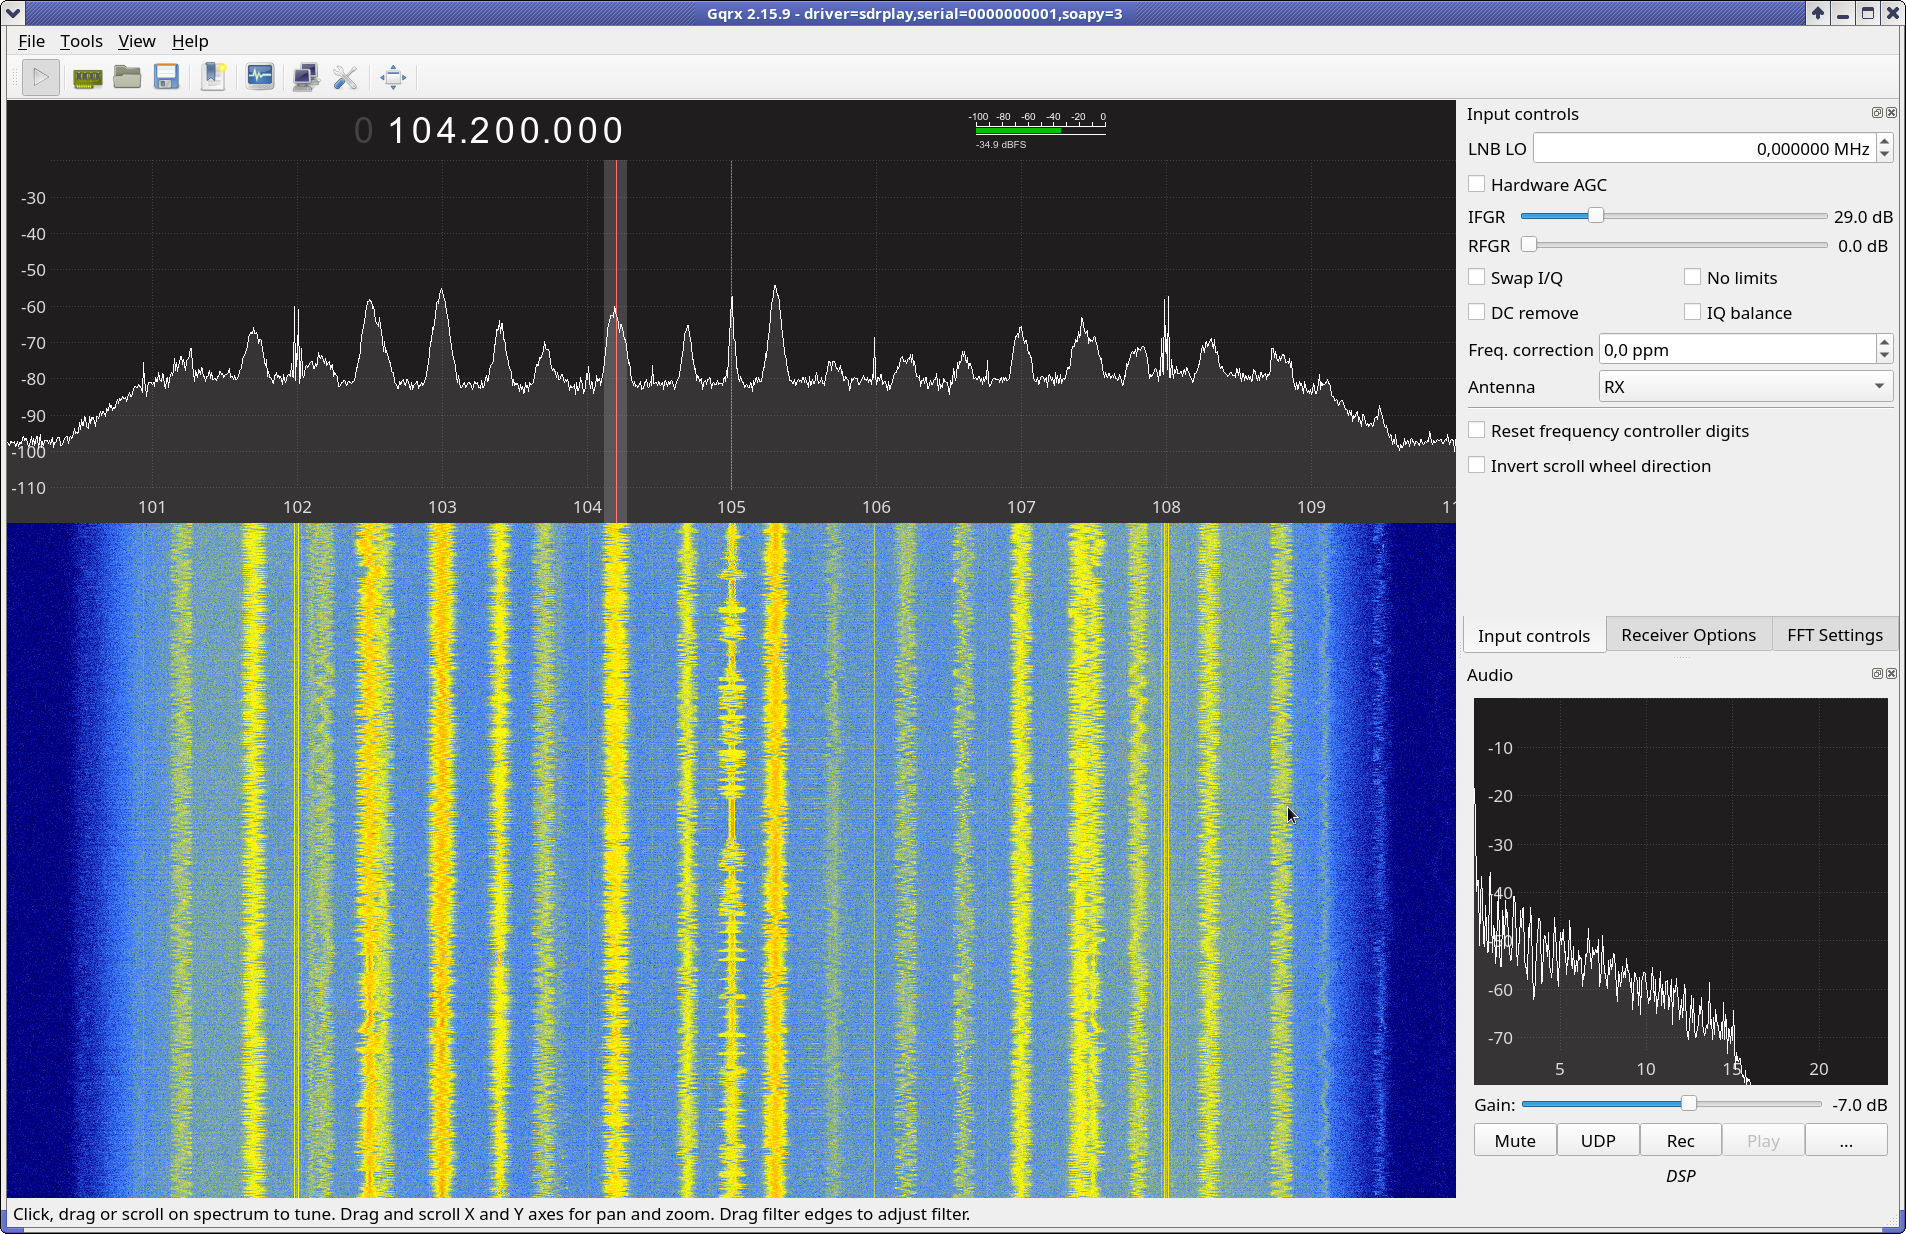 Gqrx 2.15.9 - driver=sdrplay,serial=0000000001,soapy=3
File Tools View Help
0 104.200.000
-100 -80 -60 -40 -20 0
-34.9 dBFS
-30
-40
-50
-60
-70
-80
-90
-100
-110
101 102 103 104 105 106 107 108 109 11
Input controls
LNB LO 0,000000 MHz
Hardware AGC
IFGR 29.0 dB
RFGR 0.0 dB
Swap I/Q No limits
DC remove IQ balance
Freq. correction 0,0 ppm
Antenna RX
Reset frequency controller digits
Invert scroll wheel direction
Input controls Receiver Options FFT Settings
Audio
-10
-20
-30
-40
-50
-60
-70
5 10 15 20
Gain: -7.0 dB
Mute UDP Rec Play ...
DSP
Click, drag or scroll on spectrum to tune. Drag and scroll X and Y axes for pan and zoom. Drag filter edges to adjust filter.